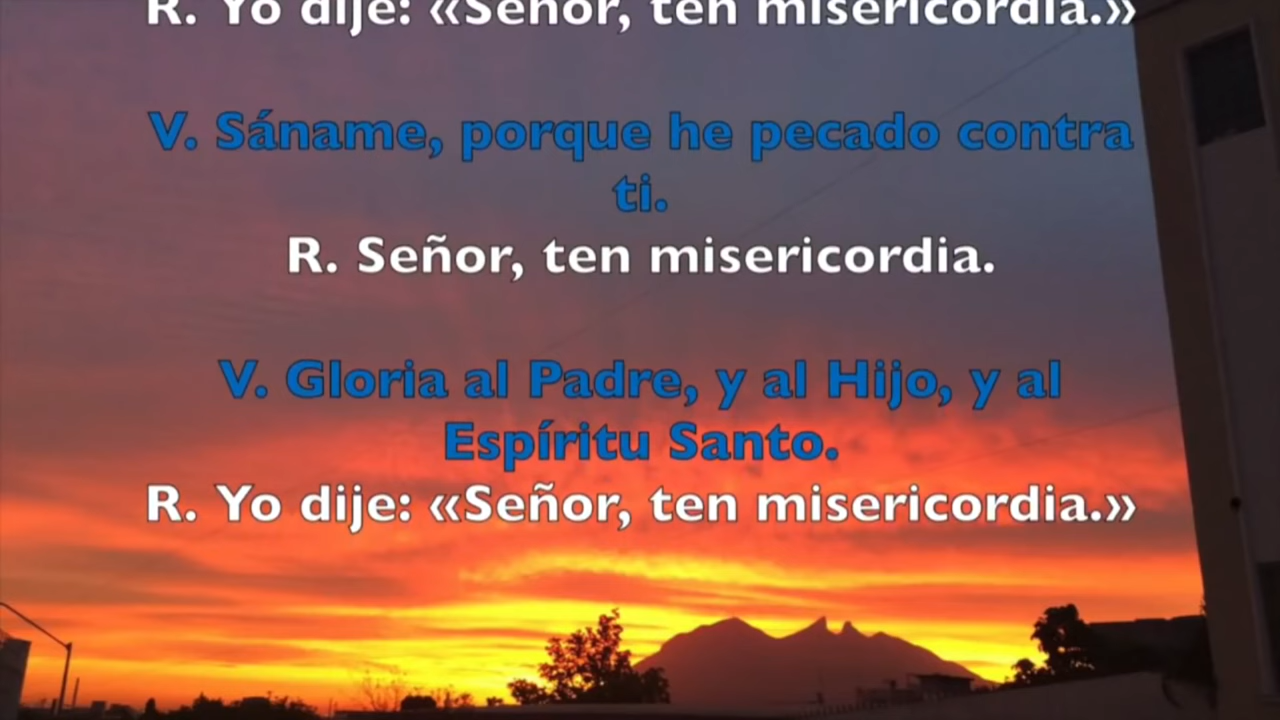 R. Yo dije: «Señor, ten misericordia.»
V. Sáname, porque he pecado contra
ti.
R. Señor, ten misericordia.
V. Gloria al Padre, y al Hijo, y al
Espíritu Santo.
R. Yo dije: «Señor, ten misericordia.»